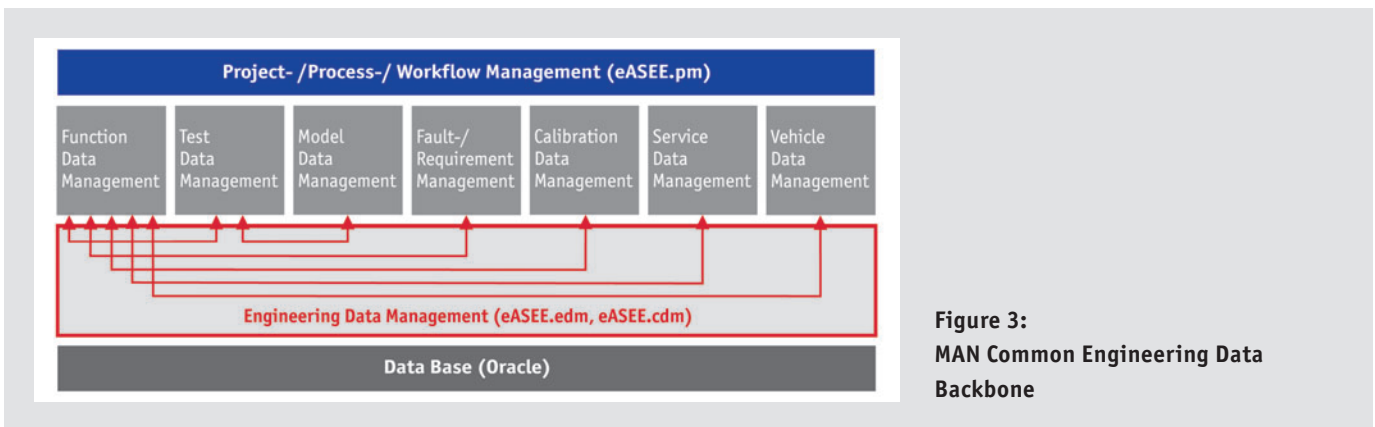 Project- /Process-/ Workflow Management (eASEE.pm)
Function
Data
Management
Test
Data
Management
Model
Data
Management
Fault-/
Requirement
Management
Calibration
Data
Management
Service
Data
Management
Vehicle
Data
Management
Engineering Data Management (eASEE.edm, eASEE.cdm)
Data Base (Oracle)
Figure 3:
MAN Common Engineering Data
Backbone